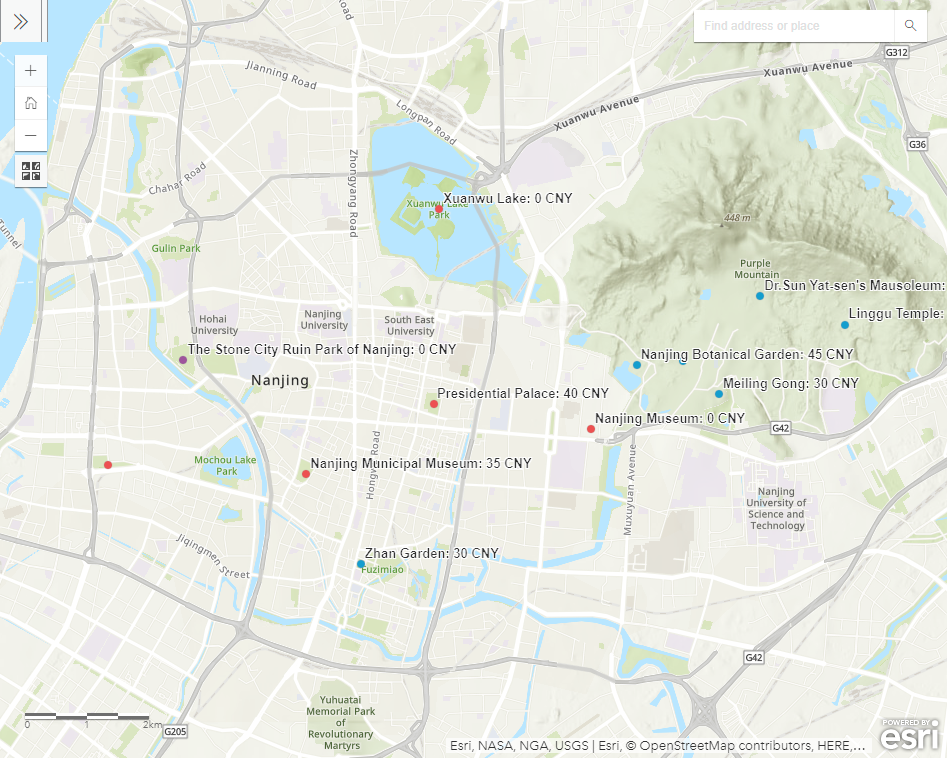 Road
Find address or place
G312
Jianning Road
Xuanwu Avenue
Xuanwu Avenue
Longpan Road
G36
Zhongyang Road
Chahar Road
Xuanwu Lake: 0 CNY
Xuanwu Lake
Park
448 m
Tunnel
Gulin Park
Purple
Mountain
Dr.Sun Yat-sen's Mausoleum:
Linggu Temple:
Hohai
University
Nanjing
University
South East
University
The Stone City Ruin Park of Nanjing: 0 CNY
Nanjing Botanical Garden: 45 CNY
Nanjing
Meiling Gong: 30 CNY
Presidential Palace: 40 CNY
Nanjing Museum: 0 CNY
G42
Mochou Lake
Park
Nanjing Municipal Museum: 35 CNY
Road
Muxuyuan Avenue
Nanjing
University of
Science and
Technology
Jiqingmen Street
Zhan Garden: 30 CNY
Fuzimiao
G42
Yuhuatai
Memorial Park
of
Revolutionary
Martyrs
0 1 2km
G205
POWERED BY
esri
Esri, NASA, NGA, USGS | Esri, © OpenStreetMap contributors, HERE,…